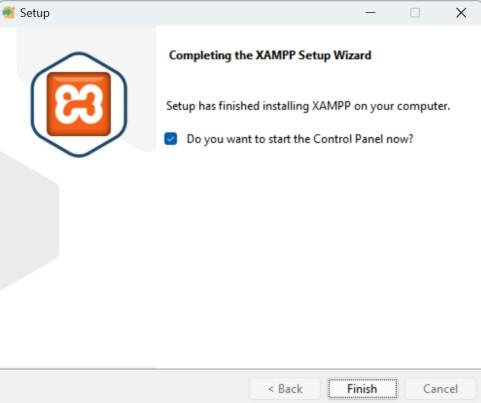 Setup
Completing the XAMPP Setup Wizard
Setup has finished installing XAMPP on your computer.
Do you want to start the Control Panel now?
< Back
Finish
Cancel